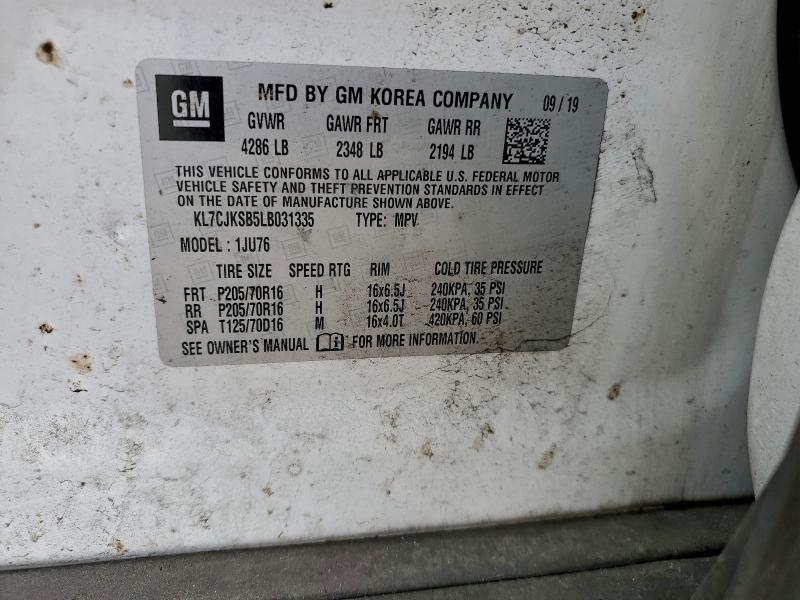 GM
MFD BY GM KOREA COMPANY 09 / 19
GVWR GAWR FRT GAWR RR
4286 LB 2348 LB 2194 LB
THIS VEHICLE CONFORMS TO ALL APPLICABLE U.S. FEDERAL MOTOR
VEHICLE SAFETY AND THEFT PREVENTION STANDARDS IN EFFECT
ON THE DATE OF MANUFACTURE SHOWN ABOVE.
KL7CJKSB5LB031335 TYPE: MPV
MODEL : 1JU76
TIRE SIZE SPEED RTG RIM COLD TIRE PRESSURE
FRT P205/70R16 H 16x6.5J 240KPA, 35 PSI
RR P205/70R16 H 16x6.5J 240KPA, 35 PSI
SPA T125/70D16 M 16x4.0T 420KPA, 60 PSI
SEE OWNER'S MANUAL FOR MORE INFORMATION.